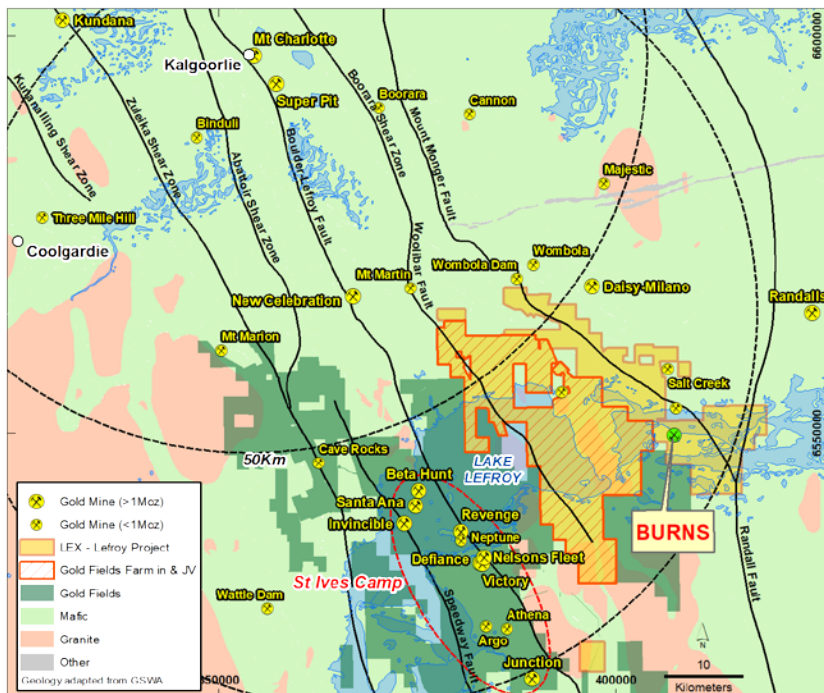 Kundana
Mt Charlotte
Kalgoorlie
Super Pit
Boorara
Cannon
Binduli
Majestic
Three Mile Hill
Coolgardie
Kunanalling Shear Zone
Zuleika Shear Zone
Abattoir Shear Zone
Boulder Lefroy Fault
Boorara Shear Zone
Mount Monger Fault
Woolibar Fault
Wombola
Wombola Dam
Mt Martin
Daisy-Milano
New Celebration
Randalls
Mt Marion
Salt Creek
50Km
Cave Rocks
LAKE
LEFROY
Beta Hunt
Santa Ana
Invincible
Revenge
Neptune
BURNS
Defiance
Nelsons Fleet
Victory
St Ives Camp
Wattle Dam
Speedway Fault
Randall Fault
Athena
Argo
Junction
6600000
6550000
350000
400000
N
10
Kilometers
Gold Mine (>1Moz)
Gold Mine (<1Moz)
LEX - Lefroy Project
Gold Fields Farm in & JV
Gold Fields
Mafic
Granite
Other
Geology adapted from GSWA